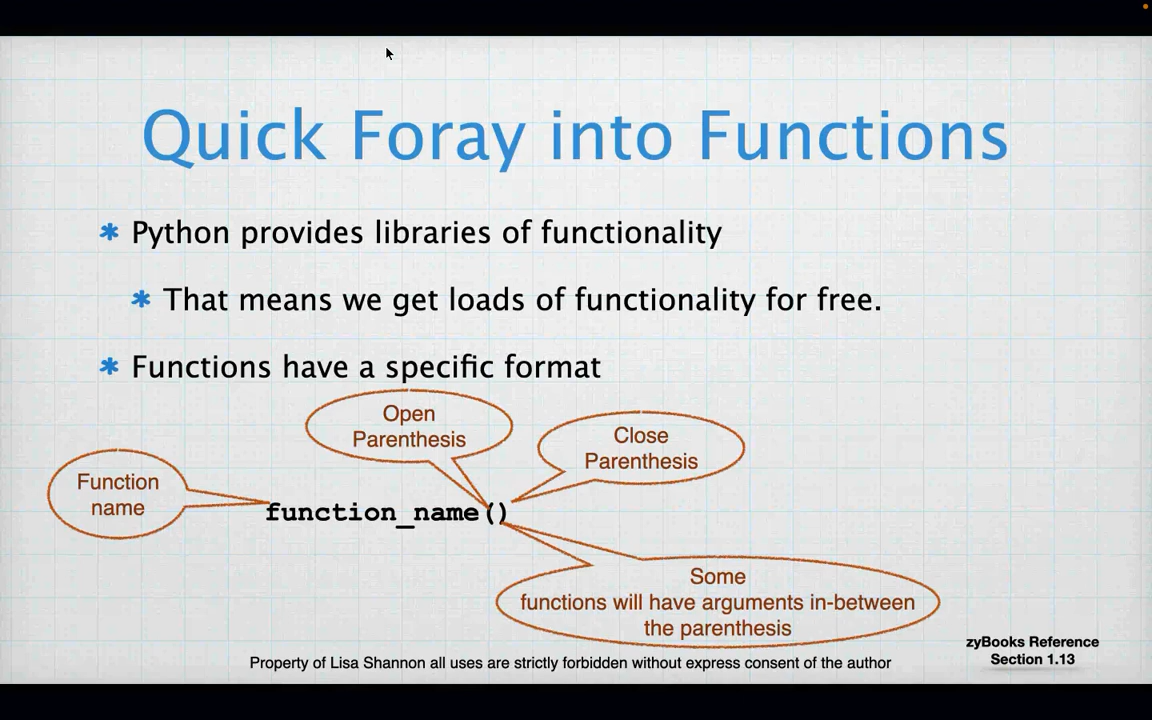 Quick Foray into Functions
* Python provides libraries of functionality
* That means we get loads of functionality for free.
* Functions have a specific format
Open
Parenthesis
Close
Parenthesis
Function
name
function_name()
Some
functions will have arguments in-between
the parenthesis
zyBooks Reference
Section 1.13
Property of Lisa Shannon all uses are strictly forbidden without express consent of the author